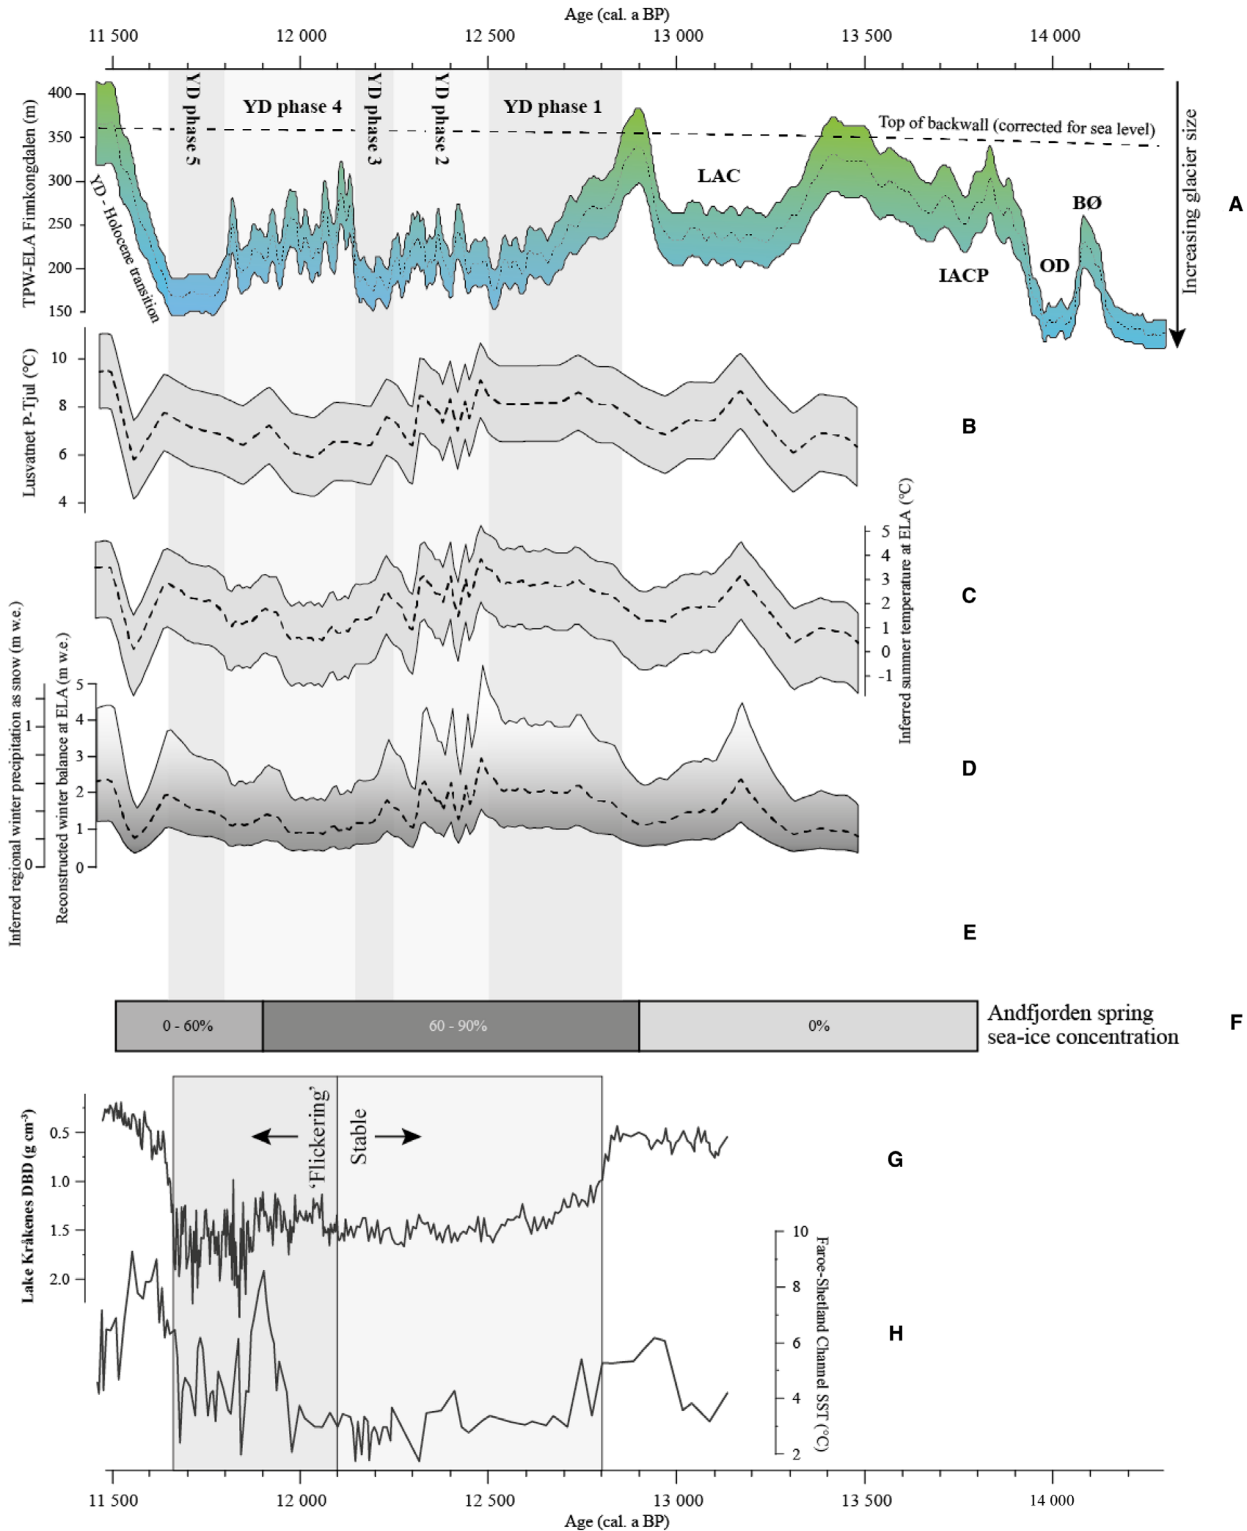 Age (cal. a BP)
11 500 12 000 12 500 13 000 13 500 14 000
TPW-ELA Finnkongdalen (m)
400
350
300
250
200
150
YD phase 5
YD phase 4
YD phase 3
YD phase 2
YD phase 1
Top of backwall (corrected for sea level)
YD - Holocene transition
LAC
IACP
OD
BØ
Increasing glacier size
A
Lusvatnet P-Tjul (°C)
10
8
6
4
B
5
4
3
2
1
0
-1
Inferred summer temperature at ELA (°C)
C
Inferred regional winter precipitation as snow (m w.e.)
1
0
Reconstructed winter balance at ELA (m w.e.)
5
4
3
2
1
0
D
E
0 - 60% 60 - 90% 0%
Andfjorden spring
sea-ice concentration
F
Lake Kråkenes DBD (g cm⁻³)
0.5
1.0
1.5
2.0
'Flickering'
Stable
G
10
8
6
4
2
Faroe-Shetland Channel SST (°C)
H
11 500 12 000 12 500 13 000 13 500 14 000
Age (cal. a BP)